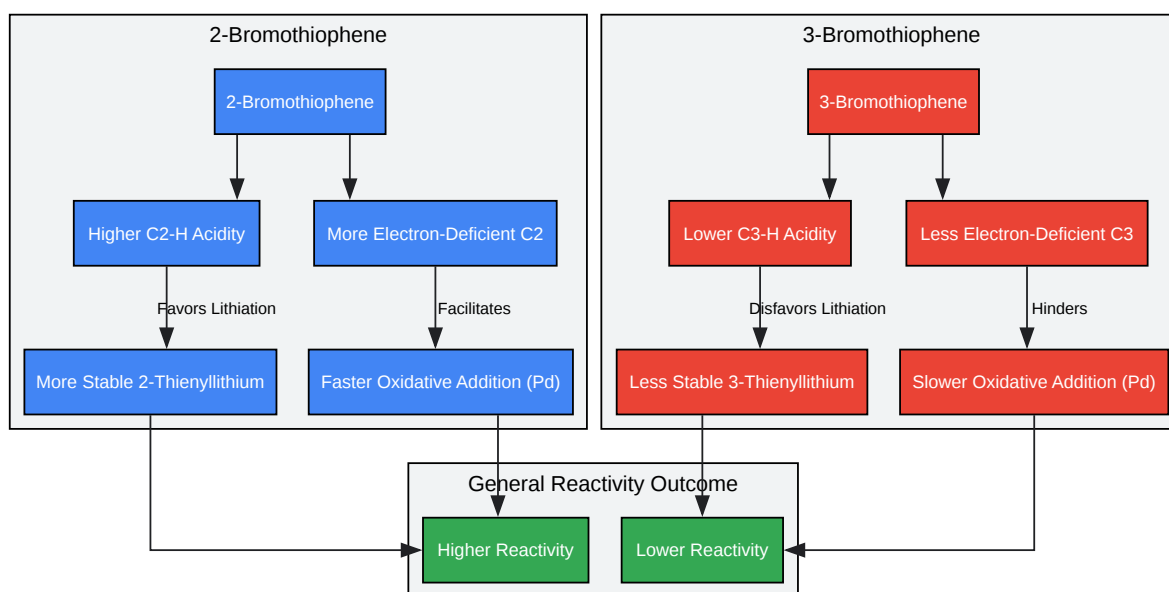 2-Bromothiophene
3-Bromothiophene
2-Bromothiophene
3-Bromothiophene
Higher C2-H Acidity
More Electron-Deficient C2
Lower C3-H Acidity
Less Electron-Deficient C3
Favors Lithiation
Facilitates
Disfavors Lithiation
Hinders
More Stable 2-Thienyllithium
Faster Oxidative Addition (Pd)
Less Stable 3-Thienyllithium
Slower Oxidative Addition (Pd)
General Reactivity Outcome
Higher Reactivity
Lower Reactivity